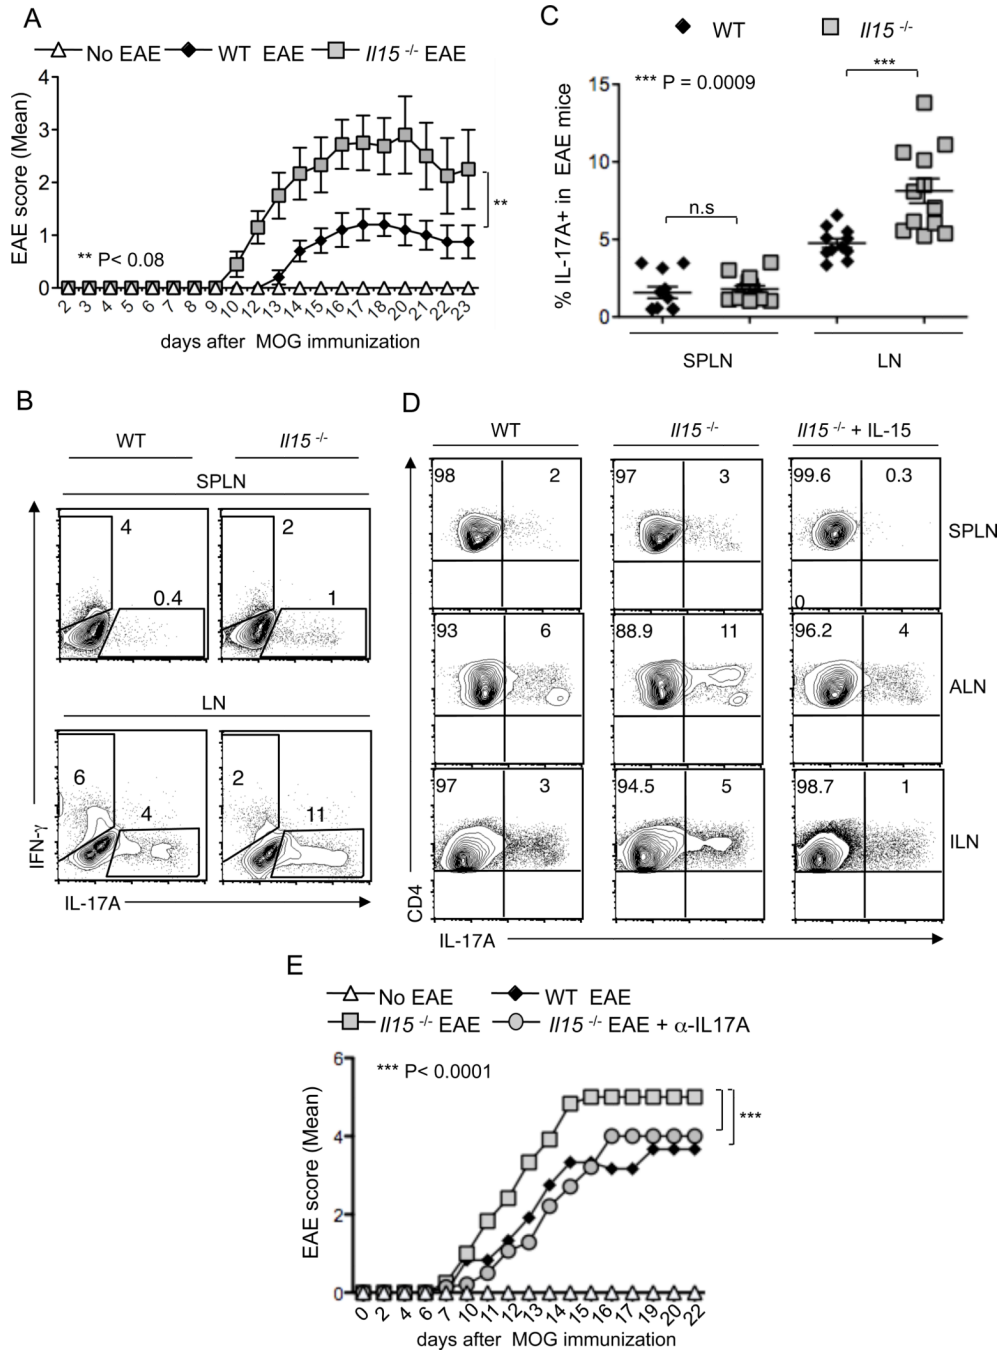 A
No EAE
WT EAE
Il15 -/- EAE
EAE score (Mean)
4
3
2
1
0
** P< 0.08
**
2 3 4 5 6 7 8 9 10 12 13 14 15 16 17 18 20 21 22 23
days after MOG immunization
C
WT
Il15 -/-
% IL-17A+ in EAE mice
*** P = 0.0009
***
n.s
15
10
5
0
SPLN
LN
B
WT
Il15 -/-
SPLN
4
0.4
2
1
LN
6
4
2
11
IFN-γ
IL-17A
D
WT
Il15 -/-
Il15 -/- + IL-15
98 2
97 3
99.6 0.3
0
SPLN
93 6
88.9 11
96.2 4
ALN
97 3
94.5 5
98.7 1
ILN
CD4
IL-17A
E
No EAE
WT EAE
Il15 -/- EAE
Il15 -/- EAE + α-IL17A
EAE score (Mean)
6
4
2
0
*** P< 0.0001
***
0 2 4 6 7 10 11 12 13 14 15 16 17 19 20 22
days after MOG immunization